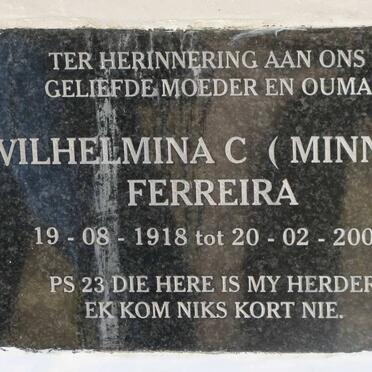 TER HERINNERING AAN ONS
GELIEFDE MOEDER EN OUMA
VILHELMINA C ( MINN
FERREIRA
19 - 08 - 1918 tot 20 - 02 - 200
PS 23 DIE HERE IS MY HERDER
EK KOM NIKS KORT NIE.